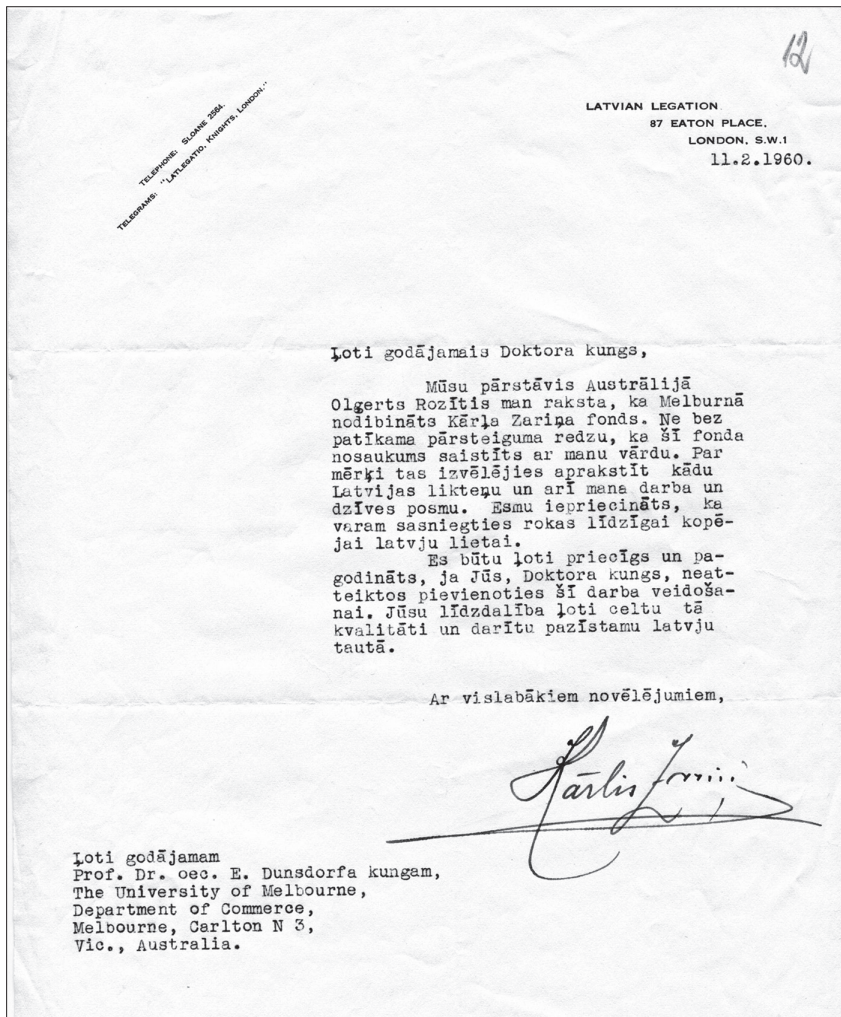 12
TELEPHONE: SLOANE 2564.
TELEGRAMS: "LATLEGATIO, KNIGHTS, LONDON."
LATVIAN LEGATION
87 EATON PLACE,
LONDON, S.W.1
11.2.1960.
Ļoti godājamais Doktora kungs,
Mūsu pārstāvis Austrālijā
Olgerts Rozītis man raksta, ka Melburnā
nodibināts Kārļa Zariņa fonds. Ne bez
patīkama pārsteiguma redzu, ka šī fonda
nosaukums saistīts ar manu vārdu. Par
mērķi tas izvēlējies aprakstīt kādu
Latvijas likteņu un arī mana darba un
dzīves posmu. Esmu iepriecināts, ka
varam sasniegties rokas līdzīgai kopē-
jai latvju lietai.
Es būtu ļoti priecīgs un pa-
godināts, ja Jūs, Doktora kungs, neat-
teiktos pievienoties šī darba veidoša-
nai. Jūsu līdzdalība ļoti celtu tā
kvalitāti un darītu pazīstamu latvju
tautā.
Ar vislabākiem novēlējumiem,
Kārlis
Ļoti godājamam
Prof. Dr. oec. E. Dunsdorfa kungam,
The University of Melbourne,
Department of Commerce,
Melbourne, Carlton N 3,
Vic., Australia.